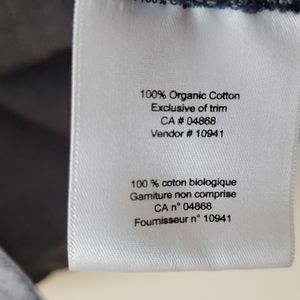 100% Organic Cotton
Exclusive of trim
CA # 04868
Vendor # 10941
100 % coton biologique
Garniture non comprise
CA n° 04868
Fournisseur n° 10941